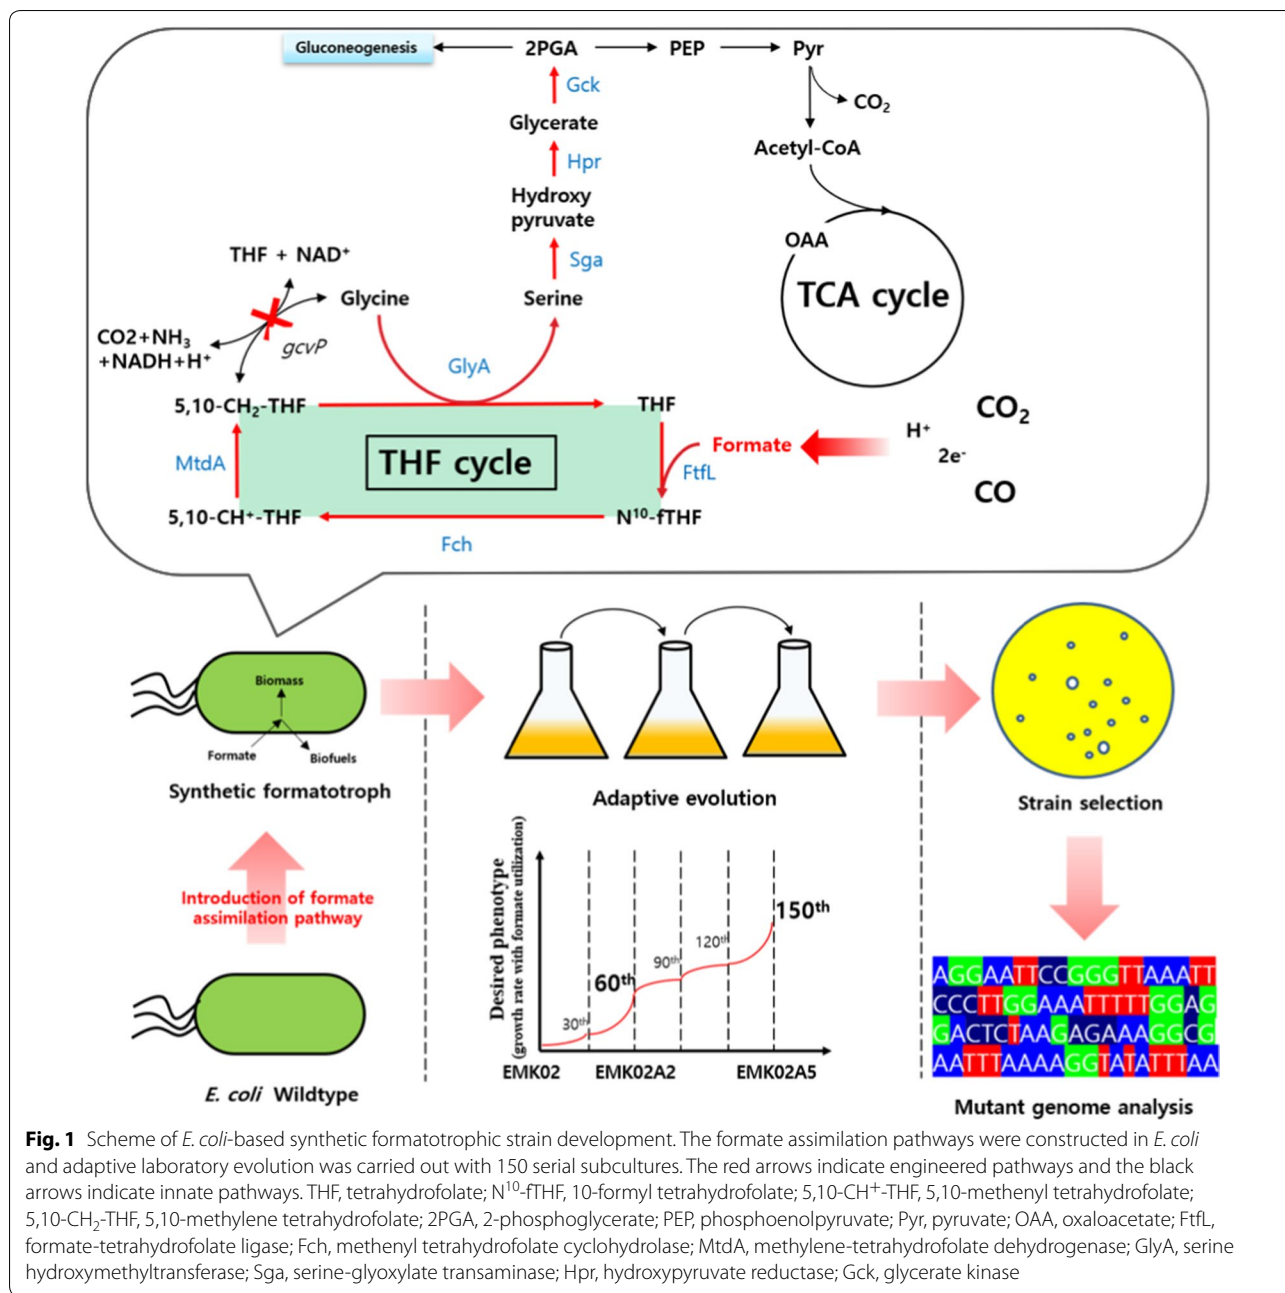 Gluconeogenesis
2PGA
PEP
Pyr
Gck
CO₂
Glycerate
Acetyl-CoA
Hpr
Hydroxy
pyruvate
OAA
THF + NAD⁺
Sga
TCA cycle
Glycine
Serine
CO2+NH₃
+NADH+H⁺
gcvP
GlyA
5,10-CH₂-THF
THF
CO₂
H⁺
Formate
2e⁻
MtdA
THF cycle
FtfL
CO
5,10-CH⁺-THF
N¹⁰-fTHF
Fch
Biomass
Formate
Biofuels
Synthetic formatotroph
Adaptive evolution
Strain selection
Introduction of formate
assimilation pathway
Desired phenotype
(growth rate with formate utilization)
30th
60th
90th
120th
150th
EMK02
EMK02A2
EMK02A5
E. coli Wildtype
AGGAATTCCGGGTTAAATT
CCCTTGGAAATTTTTGGAG
GACTCTAAGAGAAAGGCG
AATTTAAAAGGTATATTTAA
Mutant genome analysis
Fig. 1 Scheme of E. coli-based synthetic formatotrophic strain development. The formate assimilation pathways were constructed in E. coli
and adaptive laboratory evolution was carried out with 150 serial subcultures. The red arrows indicate engineered pathways and the black
arrows indicate innate pathways. THF, tetrahydrofolate; N¹⁰-fTHF, 10-formyl tetrahydrofolate; 5,10-CH⁺-THF, 5,10-methenyl tetrahydrofolate;
5,10-CH₂-THF, 5,10-methylene tetrahydrofolate; 2PGA, 2-phosphoglycerate; PEP, phosphoenolpyruvate; Pyr, pyruvate; OAA, oxaloacetate; FtfL,
formate-tetrahydrofolate ligase; Fch, methenyl tetrahydrofolate cyclohydrolase; MtdA, methylene-tetrahydrofolate dehydrogenase; GlyA, serine
hydroxymethyltransferase; Sga, serine-glyoxylate transaminase; Hpr, hydroxypyruvate reductase; Gck, glycerate kinase